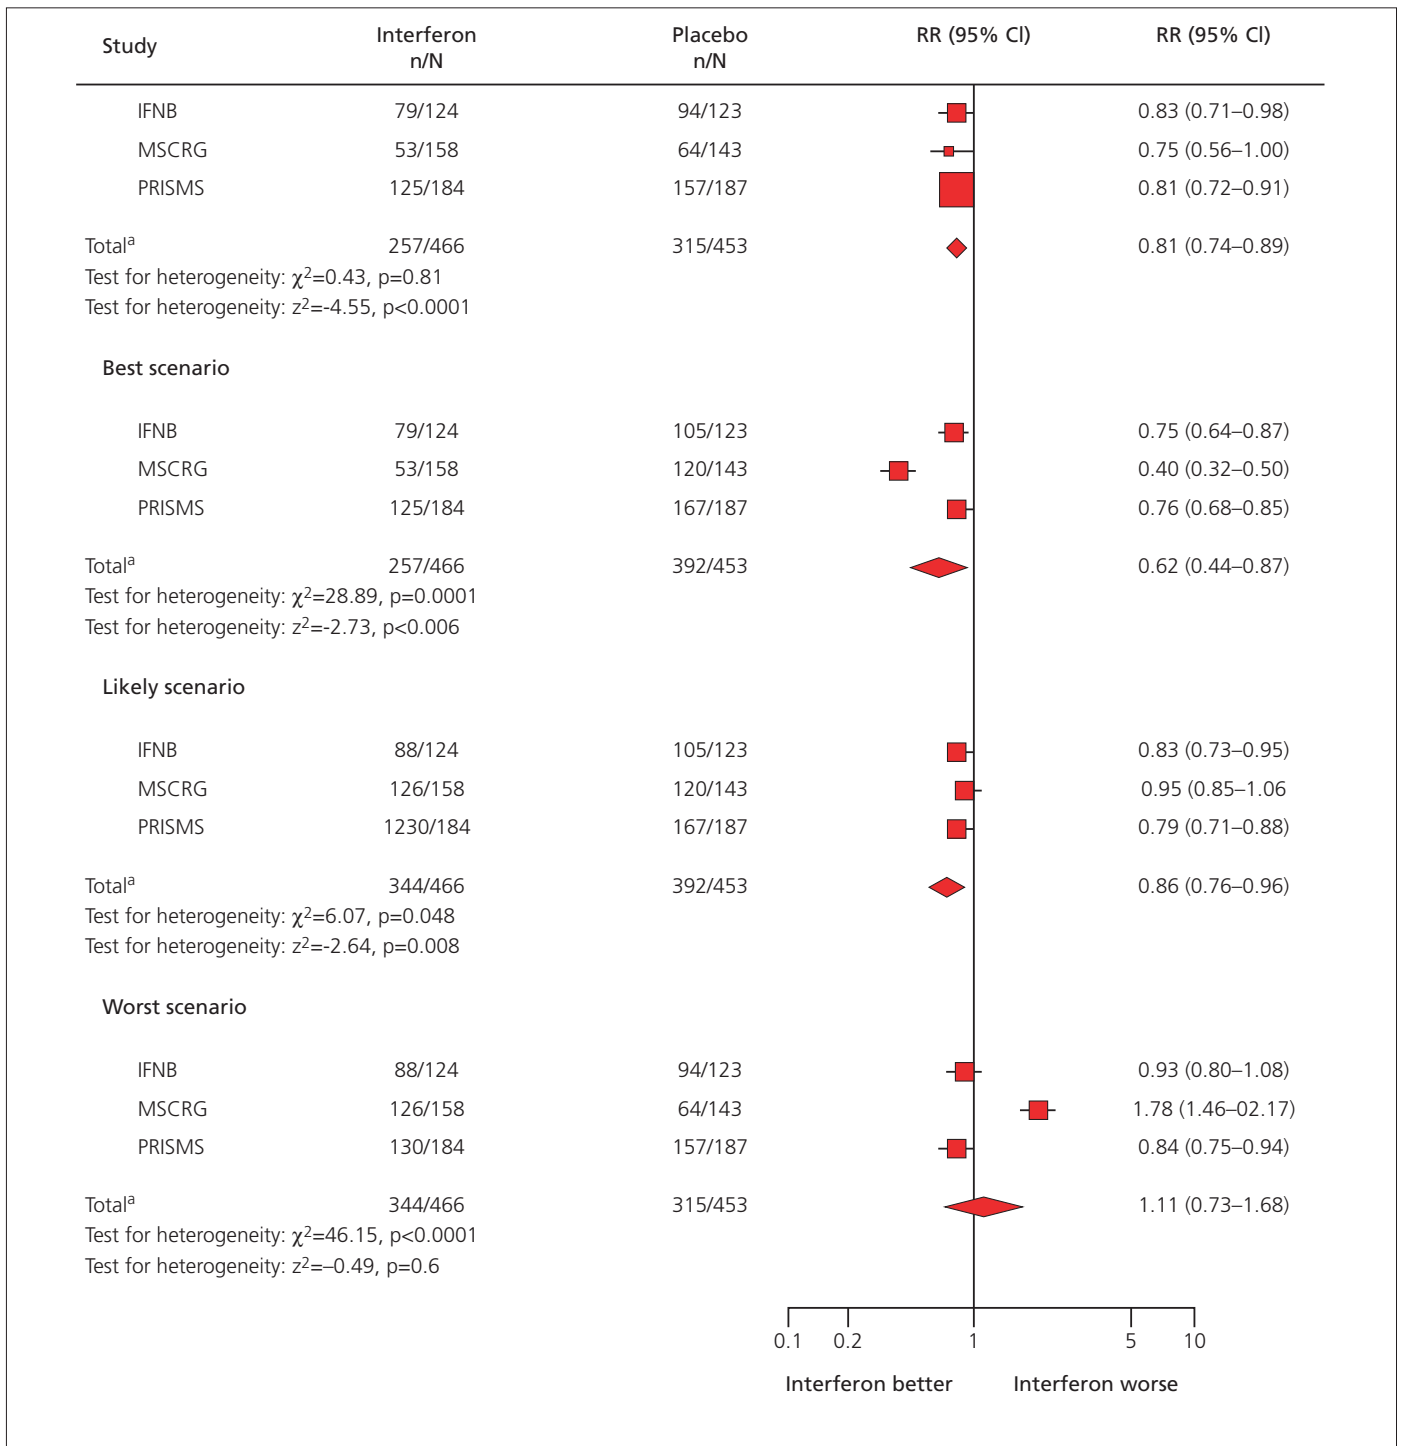 Study Interferon n/N Placebo n/N RR (95% CI) RR (95% CI)
IFNB 79/124 94/123 0.83 (0.71–0.98)
MSCRG 53/158 64/143 0.75 (0.56–1.00)
PRISMS 125/184 157/187 0.81 (0.72–0.91)
Totalᵃ 257/466 315/453 0.81 (0.74–0.89)
Test for heterogeneity: χ²=0.43, p=0.81
Test for heterogeneity: z²=-4.55, p<0.0001
Best scenario
IFNB 79/124 105/123 0.75 (0.64–0.87)
MSCRG 53/158 120/143 0.40 (0.32–0.50)
PRISMS 125/184 167/187 0.76 (0.68–0.85)
Totalᵃ 257/466 392/453 0.62 (0.44–0.87)
Test for heterogeneity: χ²=28.89, p=0.0001
Test for heterogeneity: z²=-2.73, p<0.006
Likely scenario
IFNB 88/124 105/123 0.83 (0.73–0.95)
MSCRG 126/158 120/143 0.95 (0.85–1.06
PRISMS 1230/184 167/187 0.79 (0.71–0.88)
Totalᵃ 344/466 392/453 0.86 (0.76–0.96)
Test for heterogeneity: χ²=6.07, p=0.048
Test for heterogeneity: z²=-2.64, p=0.008
Worst scenario
IFNB 88/124 94/123 0.93 (0.80–1.08)
MSCRG 126/158 64/143 1.78 (1.46–02.17)
PRISMS 130/184 157/187 0.84 (0.75–0.94)
Totalᵃ 344/466 315/453 1.11 (0.73–1.68)
Test for heterogeneity: χ²=46.15, p<0.0001
Test for heterogeneity: z²=–0.49, p=0.6
0.1 0.2 1 5 10
Interferon better Interferon worse